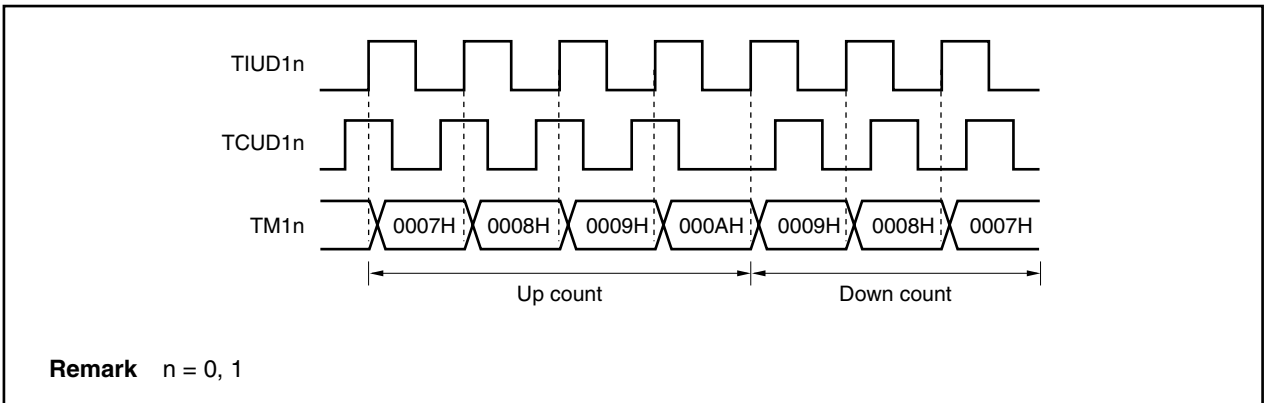 TIUD1n
TCUD1n
TM1n 0007H 0008H 0009H 000AH 0009H 0008H 0007H
Up count Down count
Remark n = 0, 1